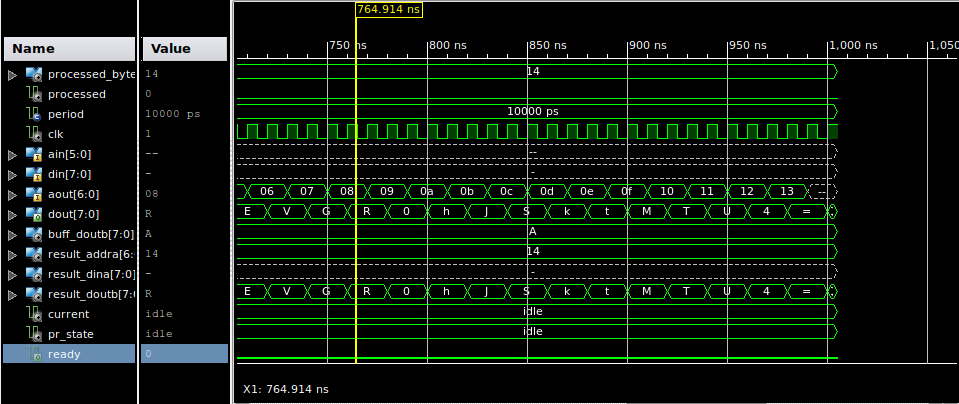 764.914 ns
Name Value
750 ns 800 ns 850 ns 900 ns 950 ns 1,000 ns 1,050
processed_byte 14 14
processed 0
period 10000 ps 10000 ps
clk 1
ain[5:0] -- --
din[7:0] - -
aout[6:0] 08 06 07 08 09 0a 0b 0c 0d 0e 0f 10 11 12 13 --
dout[7:0] R E V G R 0 h J S k t M T U 4 =
buff_doutb[7:0] A A
result_addra[6: 14 14
result_dina[7:0] - -
result_doutb[7: R E V G R 0 h J S k t M T U 4 =
current idle idle
pr_state idle idle
ready 0
X1: 764.914 ns